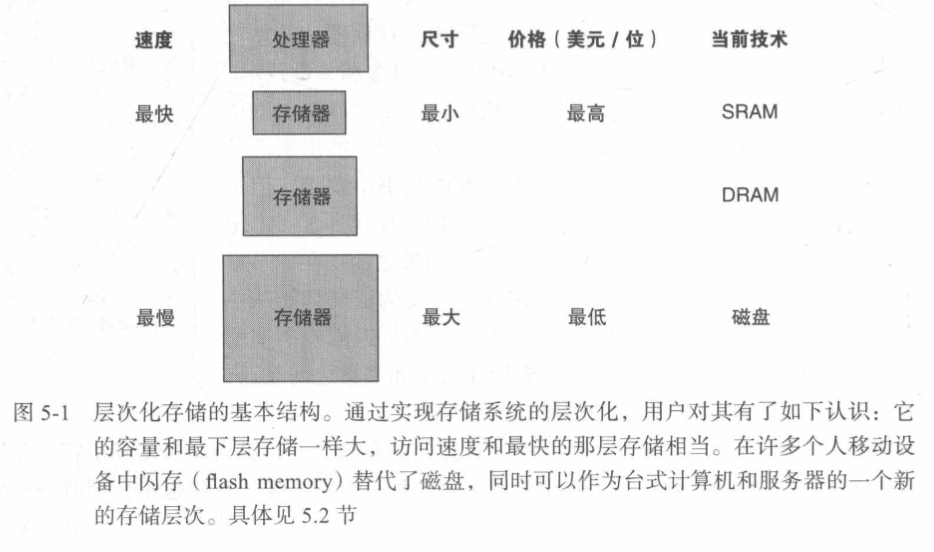 速度 处理器 尺寸 价格（美元 / 位） 当前技术
最快 存储器 最小 最高 SRAM
存储器 DRAM
最慢 存储器 最大 最低 磁盘
图 5-1 层次化存储的基本结构。通过实现存储系统的层次化，用户对其有了如下认识：它
的容量和最下层存储一样大，访问速度和最快的那层存储相当。在许多个人移动设
备中闪存（flash memory）替代了磁盘，同时可以作为台式计算机和服务器的一个新
的存储层次。具体见 5.2 节